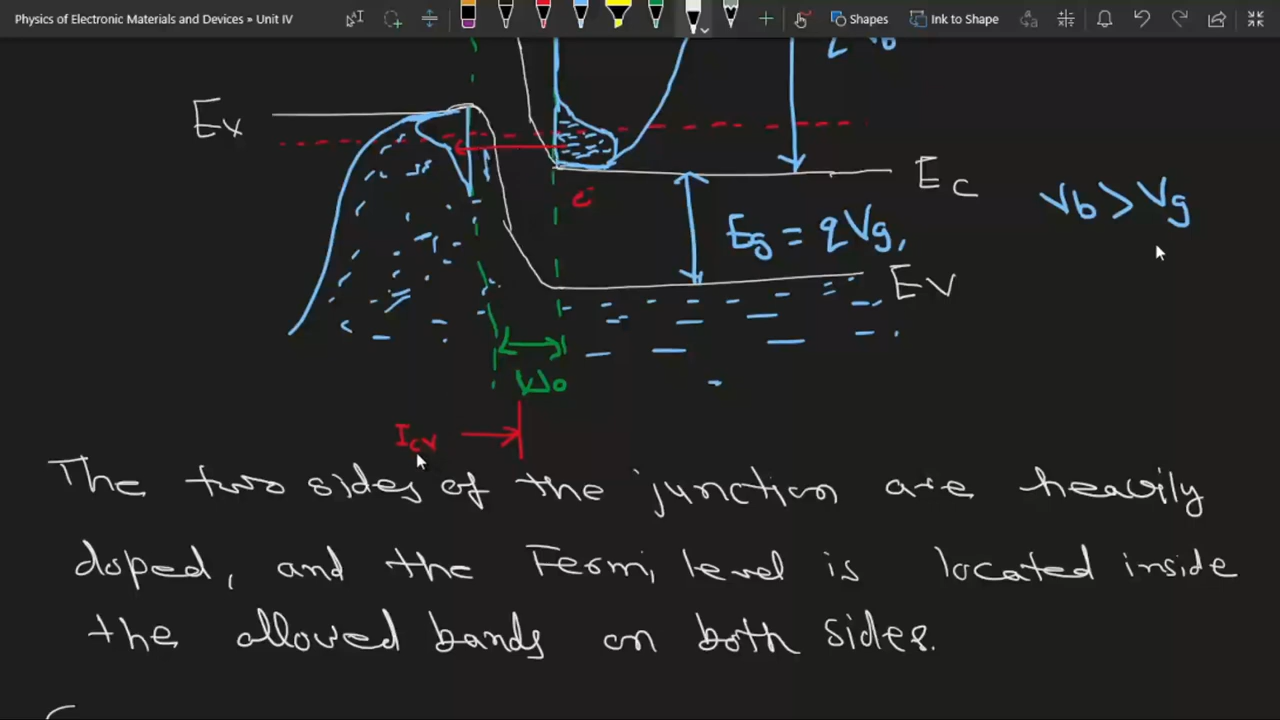 Physics of Electronic Materials and Devices » Unit IV
Shapes
Ink to Shape
Ev
Ec
Vb > Vg
e
Eg = qVg,
Ev
W0
Icv
The two sides of the junction are heavily
doped, and the Fermi level is located inside
the allowed bands on both sides.